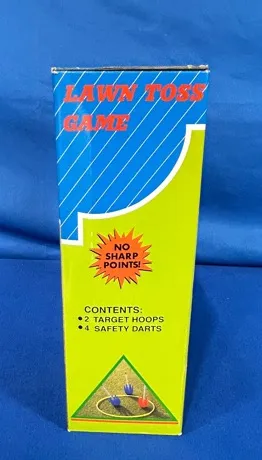 LAWN TOSS
GAME
NO
SHARP
POINTS!
CONTENTS:
•2 TARGET HOOPS
•4 SAFETY DARTS